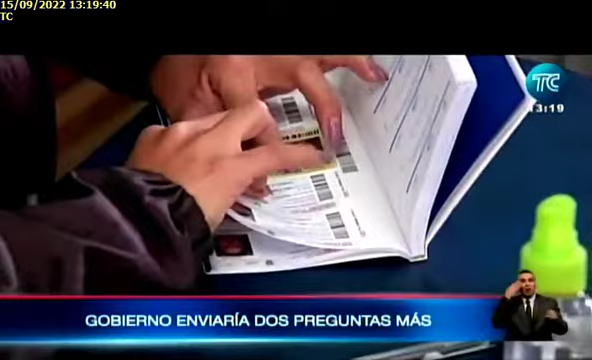 15/09/2022 13:19:40
TC
TC
13:19
GOBIERNO ENVIARÍA DOS PREGUNTAS MÁS